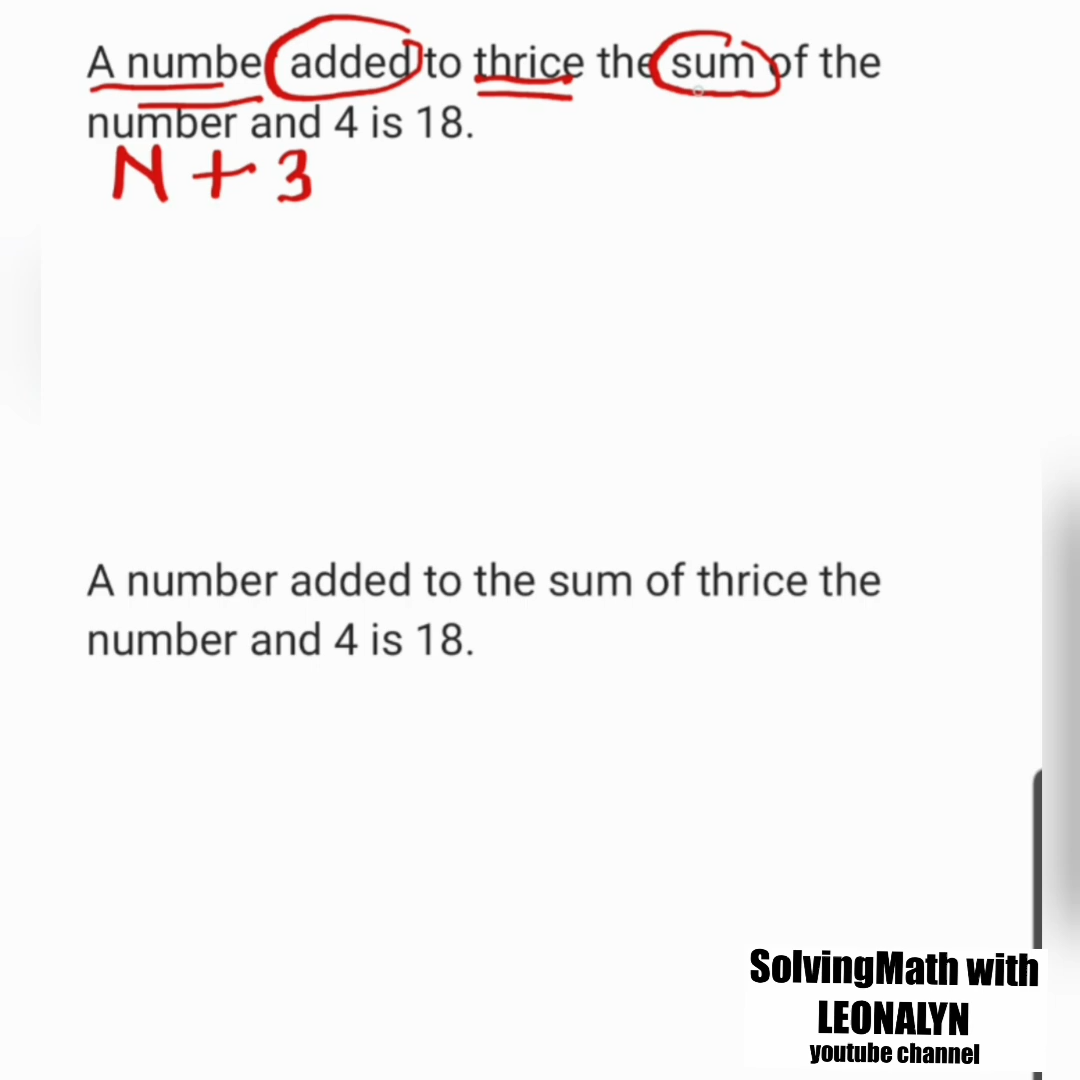 A number added to thrice the sum of the
number and 4 is 18.
N + 3
A number added to the sum of thrice the
number and 4 is 18.
SolvingMath with
LEONALYN
youtube channel